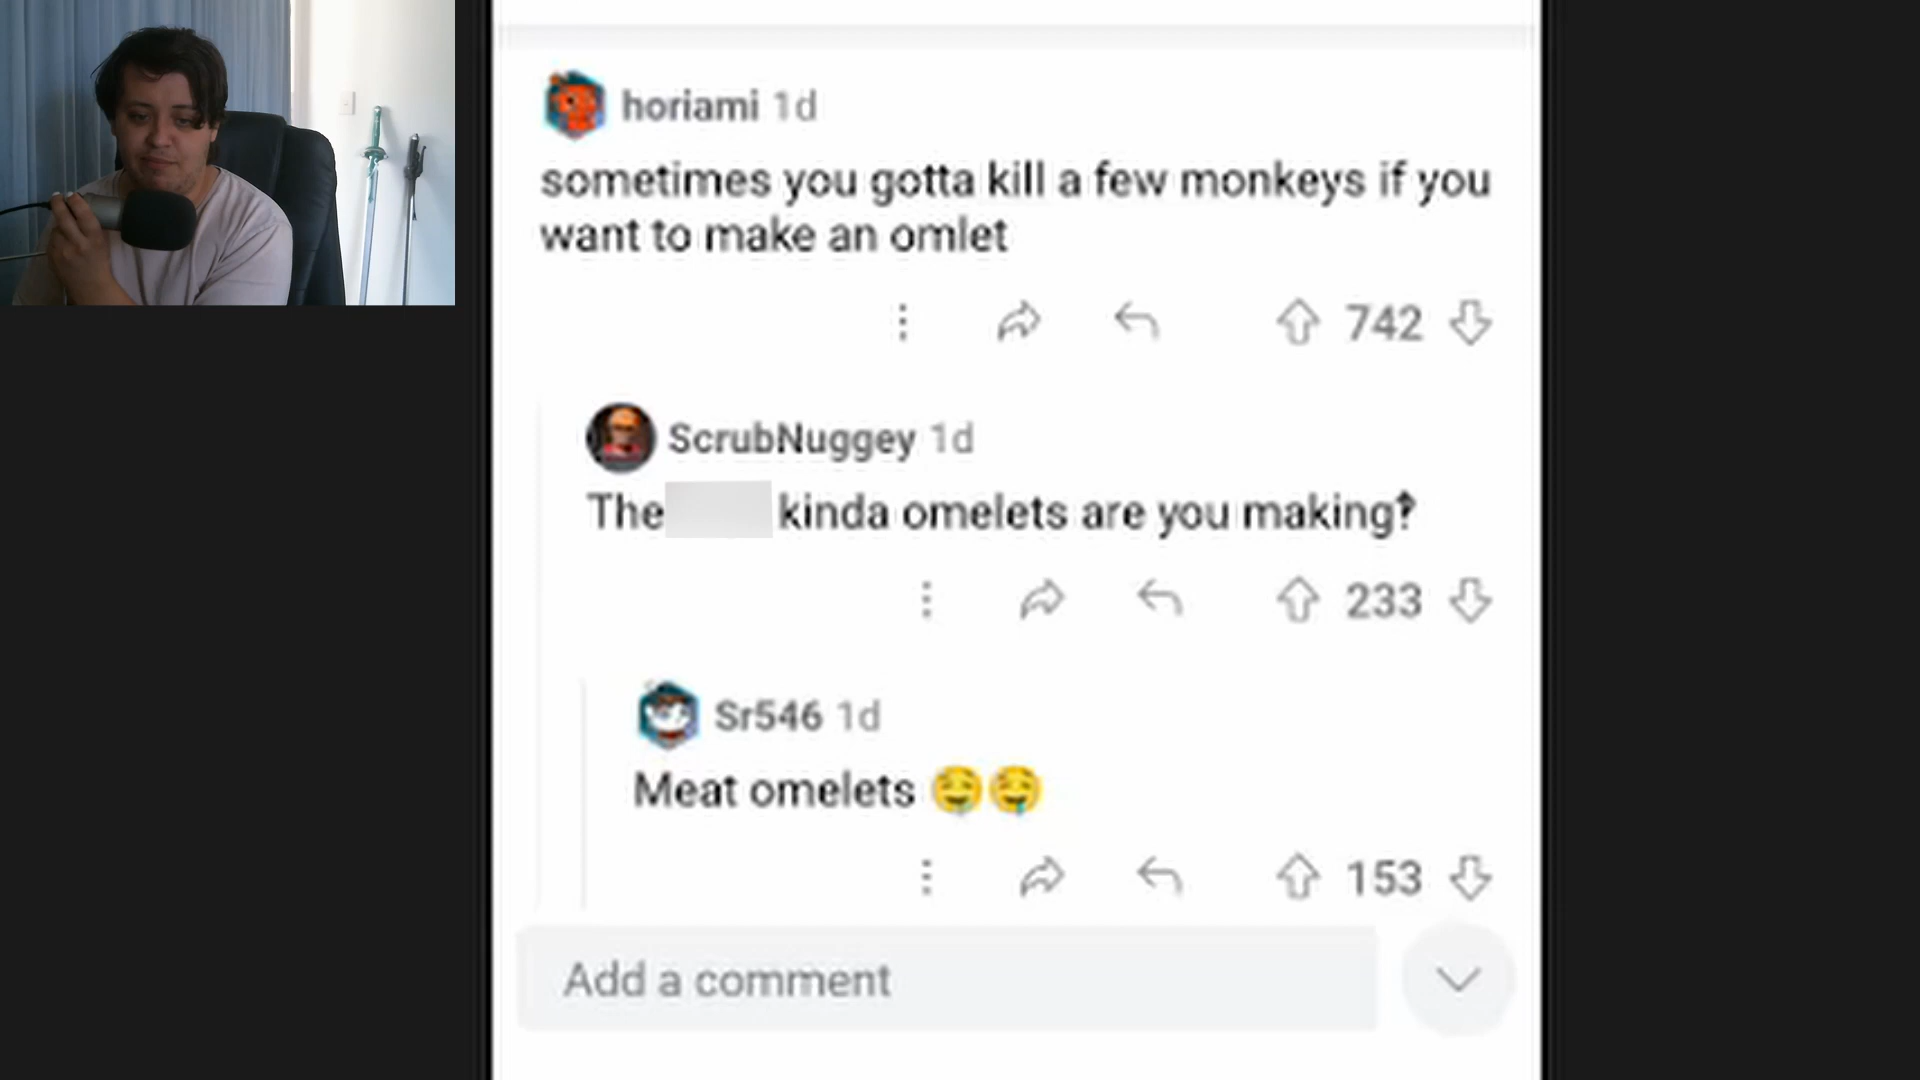 horiami 1d
sometimes you gotta kill a few monkeys if you
want to make an omlet
742
ScrubNuggey 1d
The kinda omelets are you making‽
233
Sr546 1d
Meat omelets 🤤🤤
153
Add a comment